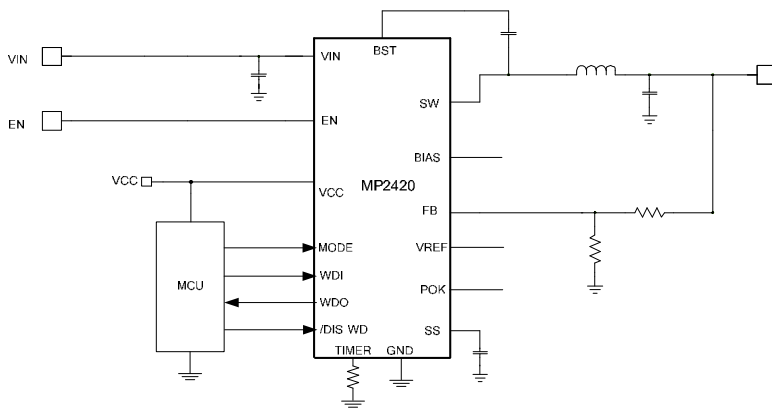 BST
VIN
VIN
SW
EN
EN
BIAS
VCC
VCC
MP2420
FB
MODE
VREF
MCU
WDI
WDO
POK
/DIS WD
SS
TIMER
GND